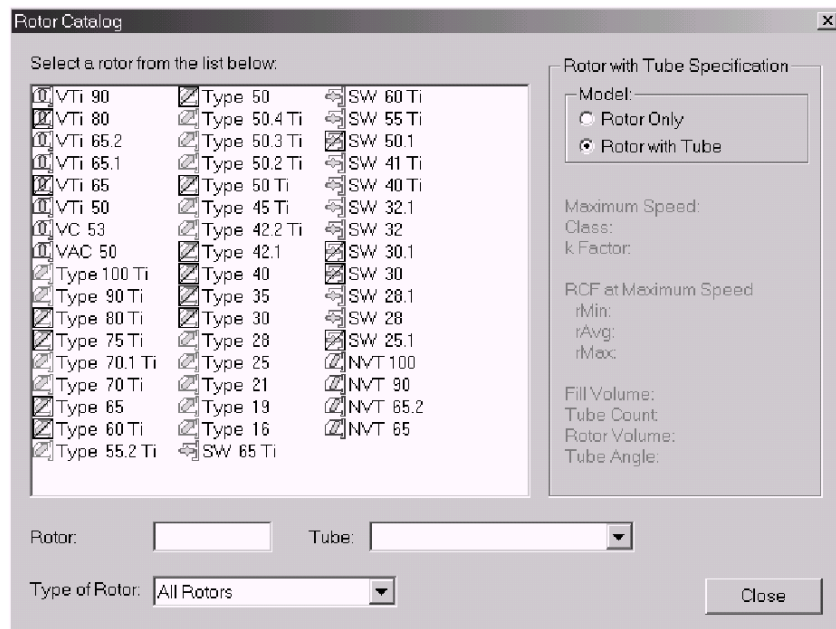 Rotor Catalog
Select a rotor from the list below:
VTi 90
VTi 80
VTi 65.2
VTi 65.1
VTi 65
VTi 50
VC 53
VAC 50
Type 100 Ti
Type 90 Ti
Type 80 Ti
Type 75 Ti
Type 70.1 Ti
Type 70 Ti
Type 65
Type 60 Ti
Type 55.2 Ti
Type 50
Type 50.4 Ti
Type 50.3 Ti
Type 50.2 Ti
Type 50 Ti
Type 45 Ti
Type 42.2 Ti
Type 42.1
Type 40
Type 35
Type 30
Type 28
Type 25
Type 21
Type 19
Type 16
SW 65 Ti
SW 60 Ti
SW 55 Ti
SW 50.1
SW 41 Ti
SW 40 Ti
SW 32.1
SW 32
SW 30.1
SW 30
SW 28.1
SW 28
SW 25.1
NVT 100
NVT 90
NVT 65.2
NVT 65
Rotor with Tube Specification
Model:
Rotor Only
Rotor with Tube
Maximum Speed:
Class:
k Factor:
RCF at Maximum Speed
rMin:
rAvg:
rMax:
Fill Volume:
Tube Count:
Rotor Volume:
Tube Angle:
Rotor:
Tube:
Type of Rotor: All Rotors
Close